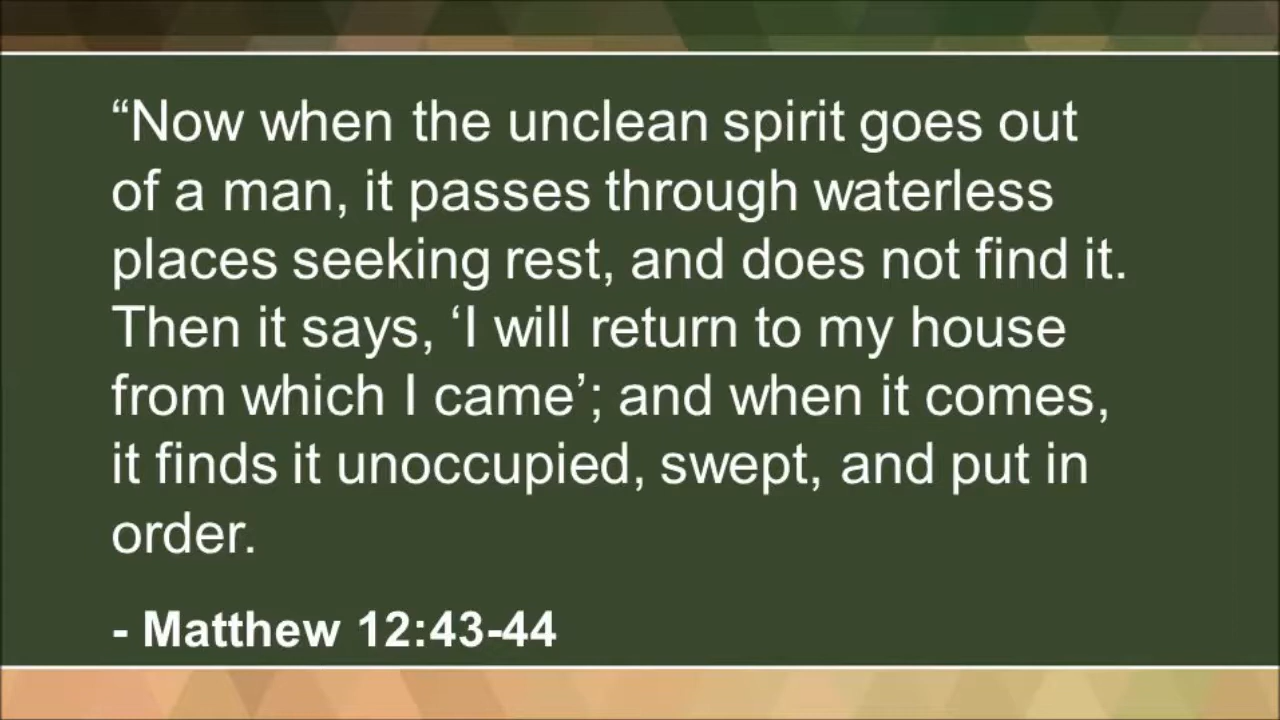 “Now when the unclean spirit goes out
of a man, it passes through waterless
places seeking rest, and does not find it.
Then it says, ‘I will return to my house
from which I came’; and when it comes,
it finds it unoccupied, swept, and put in
order.
- Matthew 12:43-44